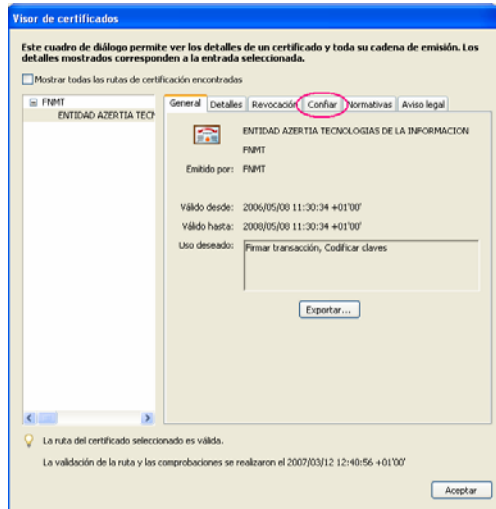 Visor de certificados
Este cuadro de diálogo permite ver los detalles de un certificado y toda su cadena de emisión. Los
detalles mostrados corresponden a la entrada seleccionada.
Mostrar todas las rutas de certificación encontradas
FNMT
ENTIDAD AZERTIA TECN
General Detalles Revocación Confiar Normativas Aviso legal
ENTIDAD AZERTIA TECNOLOGIAS DE LA INFORMACION
FNMT
Emitido por: FNMT
Válido desde: 2006/05/08 11:30:34 +01'00'
Válido hasta: 2008/05/08 11:30:34 +01'00'
Uso deseado: Firmar transacción, Codificar claves
Exportar...
La ruta del certificado seleccionado es válida.
La validación de la ruta y las comprobaciones se realizaron el 2007/03/12 12:40:56 +01'00'
Aceptar